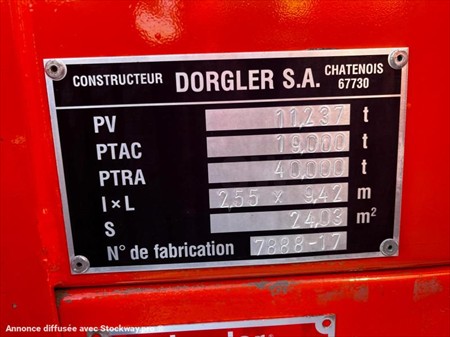 CONSTRUCTEUR DORGLER S.A. CHATENOIS 67730
PV 11,237 t
PTAC 19,000 t
PTRA 40,000 t
l×L 2,55 x 9,42 m
S 24,03 m²
N° de fabrication 7888-17
Annonce diffusée avec Stockway.pro ©